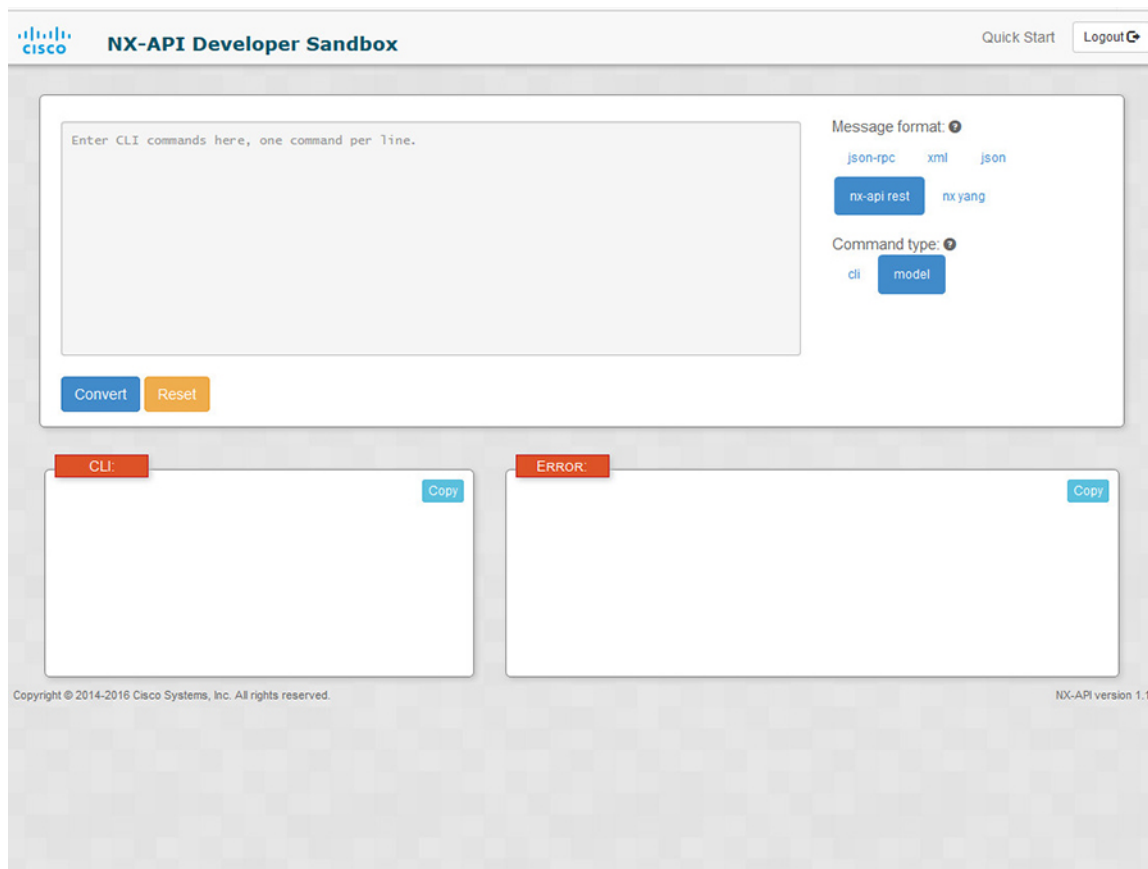 CISCO
NX-API Developer Sandbox
Quick Start
Logout
Enter CLI commands here, one command per line.
Message format:
json-rpc xml json
nx-api rest nx yang
Command type:
cli model
Convert Reset
CLI:
Copy
ERROR:
Copy
Copyright © 2014-2016 Cisco Systems, Inc. All rights reserved.
NX-API version 1.1